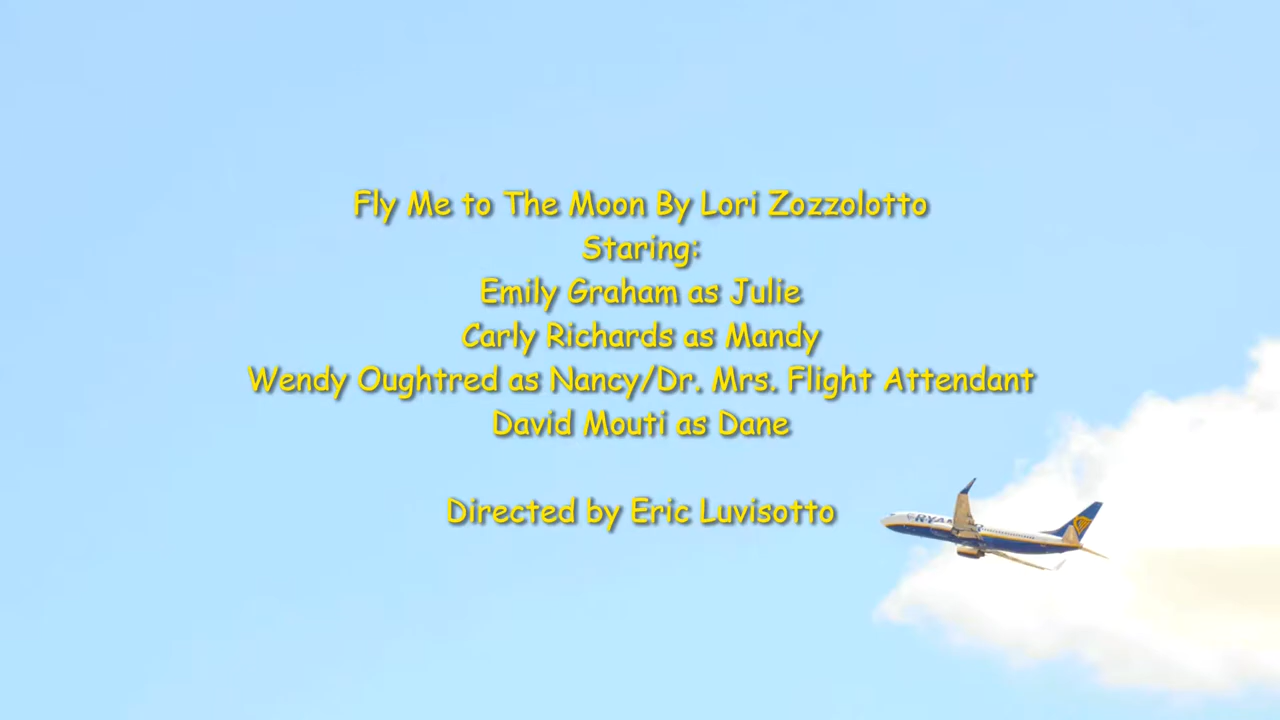 Fly Me to The Moon By Lori Zozzolotto
Staring:
Emily Graham as Julie
Carly Richards as Mandy
Wendy Oughtred as Nancy/Dr. Mrs. Flight Attendant
David Mouti as Dane
Directed by Eric Luvisotto